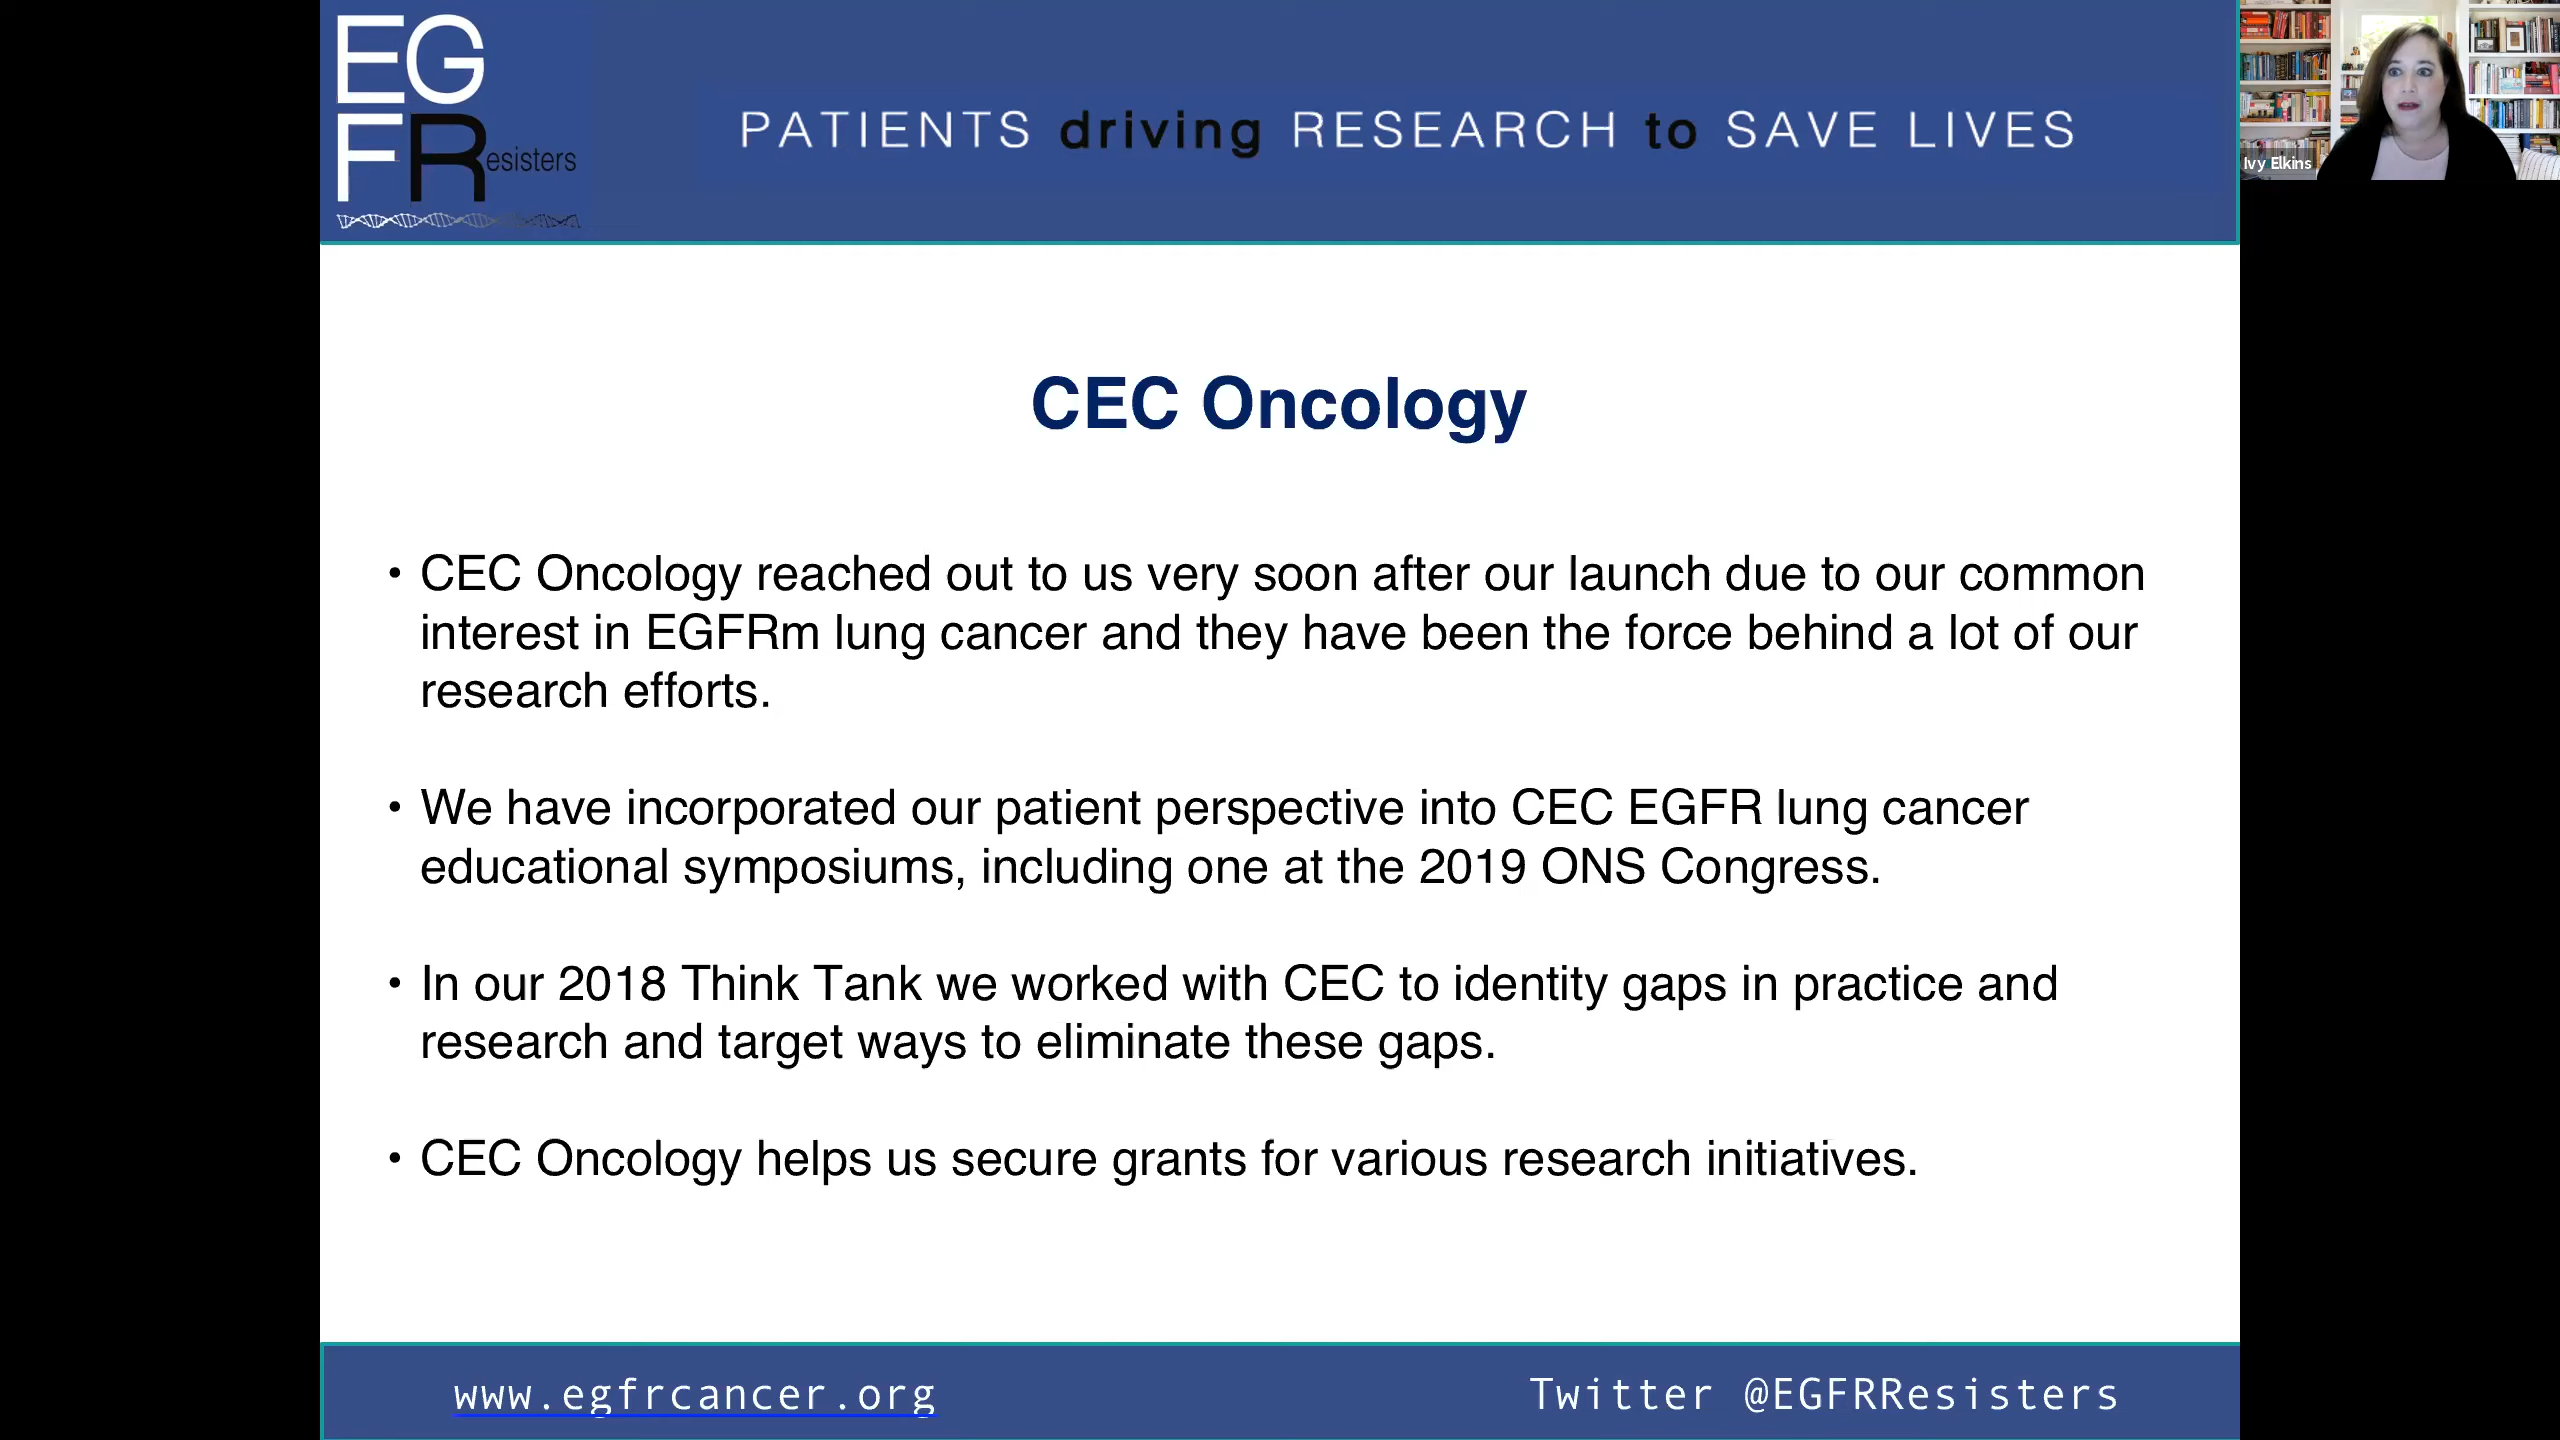 EG
FResisters
PATIENTS driving RESEARCH to SAVE LIVES
Ivy Elkins
CEC Oncology
• CEC Oncology reached out to us very soon after our launch due to our common
interest in EGFRm lung cancer and they have been the force behind a lot of our
research efforts.
• We have incorporated our patient perspective into CEC EGFR lung cancer
educational symposiums, including one at the 2019 ONS Congress.
• In our 2018 Think Tank we worked with CEC to identity gaps in practice and
research and target ways to eliminate these gaps.
• CEC Oncology helps us secure grants for various research initiatives.
www.egfrcancer.org
Twitter @EGFRResisters